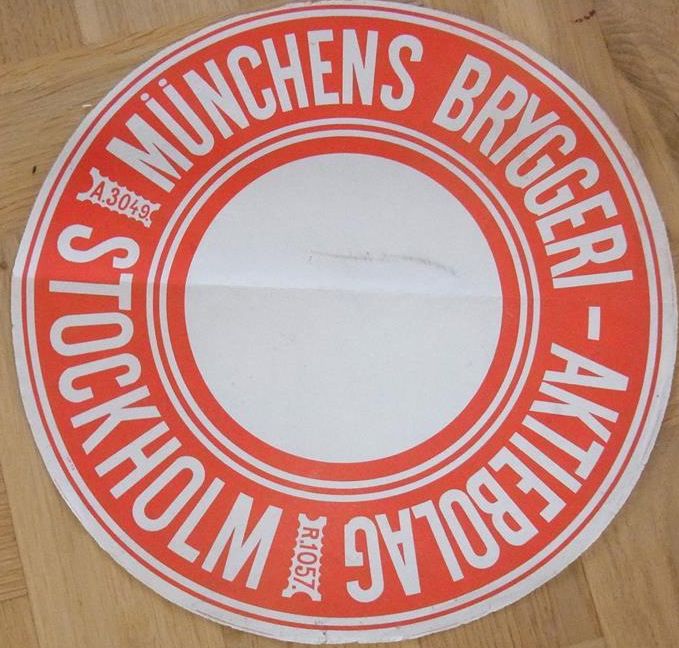 MÜNCHENS BRYGGERI - AKTIEBOLAG
R.1057.
STOCKHOLM
A.3049.